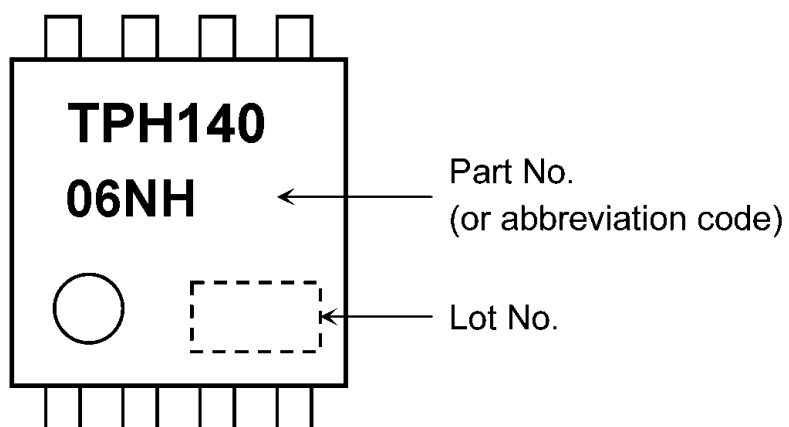 TPH140
06NH
Part No.
(or abbreviation code)
Lot No.